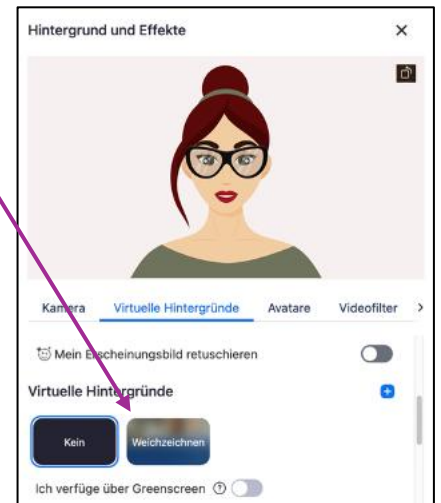 Hintergrund und Effekte
Kamera Virtuelle Hintergründe Avatare Videofilter
Mein Erscheinungsbild retuschieren
Virtuelle Hintergründe
Kein Weichzeichnen
Ich verfüge über Greenscreen